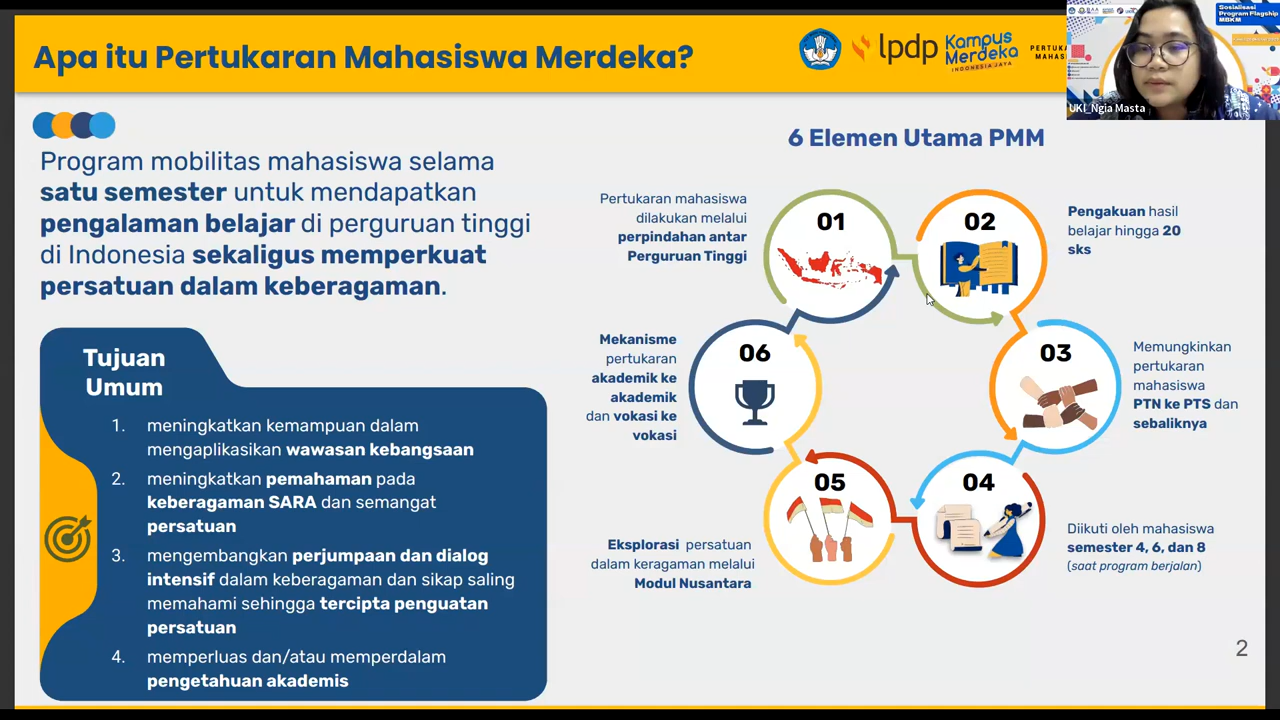 Apa itu Pertukaran Mahasiswa Merdeka?
lpdp
Kampus
Merdeka
INDONESIA JAYA
Sosialisasi
Program Flagship
MBKM
UKI_Ngia Masta
Program mobilitas mahasiswa selama
satu semester untuk mendapatkan
pengalaman belajar di perguruan tinggi
di Indonesia sekaligus memperkuat
persatuan dalam keberagaman.
Tujuan
Umum
1. meningkatkan kemampuan dalam
mengaplikasikan wawasan kebangsaan
2. meningkatkan pemahaman pada
keberagaman SARA dan semangat
persatuan
3. mengembangkan perjumpaan dan dialog
intensif dalam keberagaman dan sikap saling
memahami sehingga tercipta penguatan
persatuan
4. memperluas dan/atau memperdalam
pengetahuan akademis
6 Elemen Utama PMM
01
Pertukaran mahasiswa
dilakukan melalui
perpindahan antar
Perguruan Tinggi
02
Pengakuan hasil
belajar hingga 20
sks
03
Memungkinkan
pertukaran
mahasiswa
PTN ke PTS dan
sebaliknya
04
Diikuti oleh mahasiswa
semester 4, 6, dan 8
(saat program berjalan)
05
Eksplorasi persatuan
dalam keragaman melalui
Modul Nusantara
06
Mekanisme
pertukaran
akademik ke
akademik
dan vokasi ke
vokasi
2